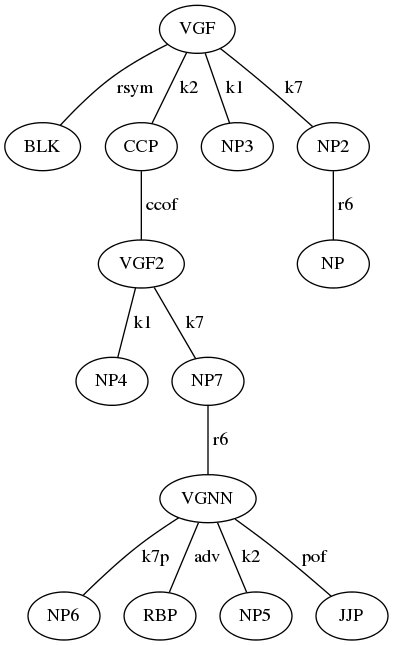 VGF
rsym k2 k1 k7
BLK CCP NP3 NP2
ccof r6
VGF2 NP
k1 k7
NP4 NP7
r6
VGNN
k7p adv k2 pof
NP6 RBP NP5 JJP